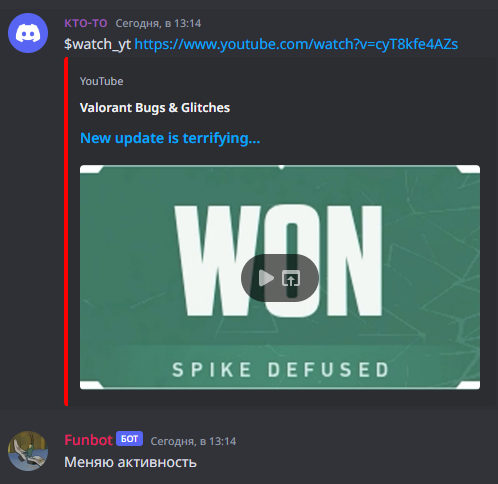 КТО-ТО Сегодня, в 13:14
$watch_yt https://www.youtube.com/watch?v=cyT8kfe4AZs
YouTube
Valorant Bugs & Glitches
New update is terrifying...
WON
SPIKE DEFUSED
Funbot БОТ Сегодня, в 13:14
Меняю активность